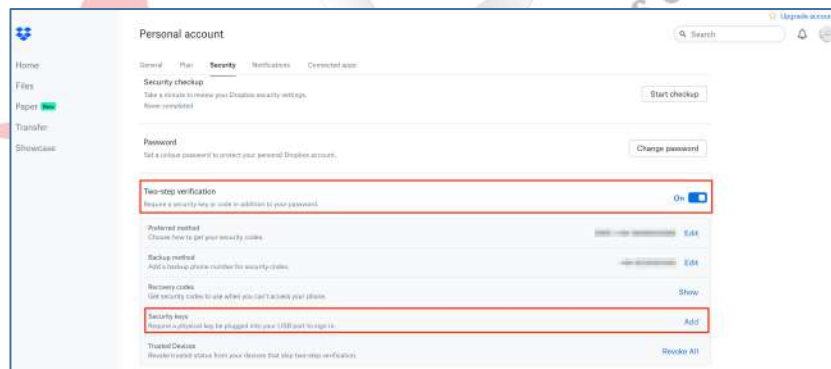 Upgrade account
Personal account
Search
Home
Files
Paper New
Transfer
Showcase
General Plan Security Notifications Connected apps
Security checkup
Take a minute to review your Dropbox security settings.
Never completed
Start checkup
Password
Set a unique password to protect your personal Dropbox account.
Change password
Two-step verification
Require a security key or code in addition to your password.
On
Preferred method
Choose how to get your security codes.
Edit
Backup method
Add a backup phone number for security codes.
Edit
Recovery codes
Get security codes to use when you can't access your phone.
Show
Security keys
Require a physical key be plugged into your USB port to sign in.
Add
Trusted Devices
Revoke trusted status from your devices that skip two-step verification.
Revoke All